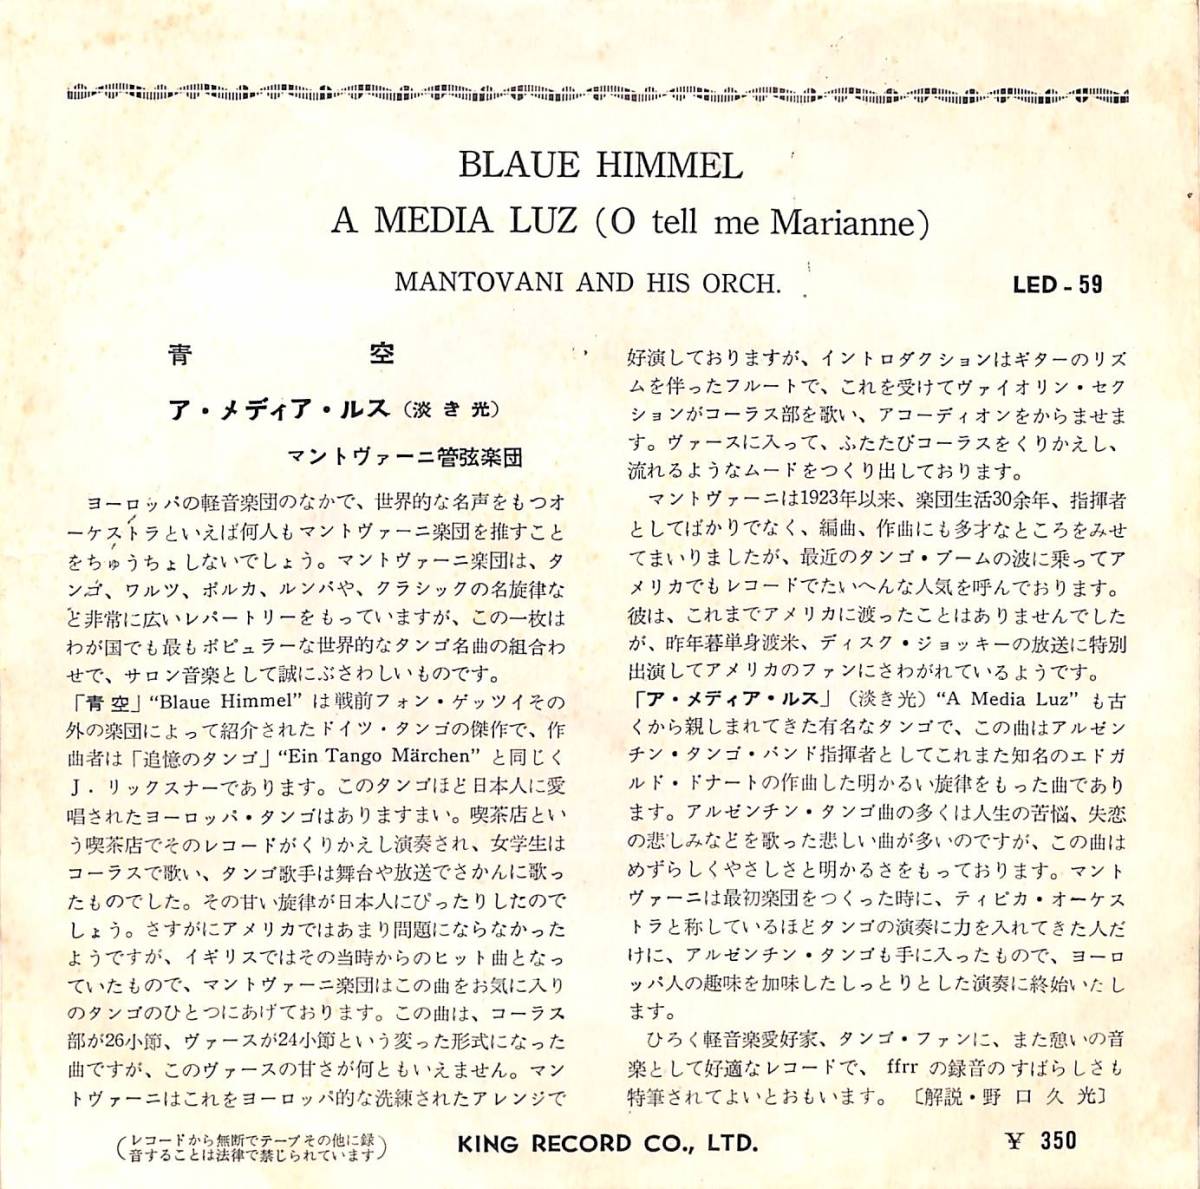 BLAUE HIMMEL
A MEDIA LUZ (O tell me Marianne)
MANTOVANI AND HIS ORCH.
LED-59
青空
ア・メディア・ルス (淡き光)
マントヴァーニ管弦楽団
ヨーロッパの軽音楽団のなかで、世界的な名声をもつオ
ーケストラといえば何人もマントヴァーニ楽団を推すこと
をちゅうちょしないでしょう。マントヴァーニ楽団は、タ
ンゴ、ワルツ、ポルカ、ルンバや、クラシックの名旋律な
ど非常に広いレパートリーをもっていますが、この一枚は
わが国でも最もポピュラーな世界的なタンゴ名曲の組合わ
せで、サロン音楽として誠にふさわしいものです。
「青空」“Blaue Himmel”は戦前フォン・ゲッツイその
外の楽団によって紹介されたドイツ・タンゴの傑作で、作
曲者は「追憶のタンゴ」“Ein Tango Märchen”と同じく
J．リックスナーであります。このタンゴほど日本人に愛
唱されたヨーロッパ・タンゴはありますまい。喫茶店とい
う喫茶店でそのレコードがくりかえし演奏され、女学生は
コーラスで歌い、タンゴ歌手は舞台や放送でさかんに歌っ
たものでした。その甘い旋律が日本人にぴったりしたので
しょう。さすがにアメリカではあまり問題にならなかった
ようですが、イギリスではその当時からのヒット曲となっ
ていたもので、マントヴァーニ楽団はこの曲をお気に入り
のタンゴのひとつにあげております。この曲は、コーラス
部が26小節、ヴァースが24小節という変った形式になった
曲ですが、このヴァースの甘さが何ともいえません。マン
トヴァーニはこれをヨーロッパ的な洗練されたアレンジで
好演しておりますが、イントロダクションはギターのリズ
ムを伴ったフルートで、これを受けてヴァイオリン・セク
ションがコーラス部を歌い、アコーディオンをからませま
す。ヴァースに入って、ふたたびコーラスをくりかえし、
流れるようなムードをつくり出しております。
マントヴァーニは1923年以来、楽団生活30余年、指揮者
としてばかりでなく、編曲、作曲にも多才なところをみせ
てまいりましたが、最近のタンゴ・ブームの波に乗ってア
メリカでもレコードでたいへんな人気を呼んでおります。
彼は、これまでアメリカに渡ったことはありませんでした
が、昨年暮単身渡米、ディスク・ジョッキーの放送に特別
出演してアメリカのファンにさわがれているようです。
「ア・メディア・ルス」(淡き光)“A Media Luz”も古
くから親しまれてきた有名なタンゴで、この曲はアルゼン
チン・タンゴ・バンド指揮者としてこれまた知名のエドガ
ルド・ドナートの作曲した明かるい旋律をもった曲であり
ます。アルゼンチン・タンゴ曲の多くは人生の苦悩、失恋
の悲しみなどを歌った悲しい曲が多いのですが、この曲は
めずらしくやさしさと明かるさをもっております。マント
ヴァーニは最初楽団をつくった時に、ティピカ・オーケス
トラと称しているほどタンゴの演奏に力を入れてきた人だ
けに、アルゼンチン・タンゴも手に入ったもので、ヨーロ
ッパ人の趣味を加味したしっとりとした演奏に終始いたし
ます。
ひろく軽音楽愛好家、タンゴ・ファンに、また憩いの音
楽として好適なレコードで、ffrrの録音のすばらしさも
特筆されてよいとおもいます。〔解説・野口久光〕
(レコードから無断でテープその他に録
音することは法律で禁じられています)
KING RECORD CO., LTD.
¥ 350